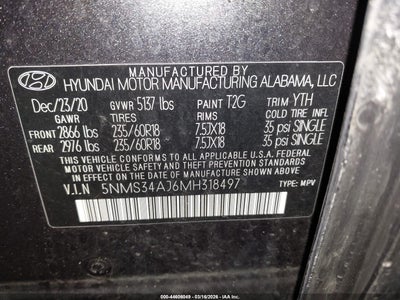 MANUFACTURED BY
HYUNDAI MOTOR MANUFACTURING ALABAMA, LLC
Dec/23/20 GVWR 5137 lbs PAINT T2G TRIM YTH
GAWR TIRES RIMS COLD TIRE INFL
FRONT 2866 lbs 235/60R18 7.5JX18 35 psi SINGLE
REAR 2976 lbs 235/60R18 7.5JX18 35 psi SINGLE
THIS VEHICLE CONFORMS TO ALL APPLICABLE U.S. FEDERAL
MOTOR VEHICLE SAFETY, BUMPER, AND THEFT PREVENTION
STANDARDS IN EFFECT ON THE DATE OF MANUFACTURE SHOWN ABOVE.
V.I.N 5NMS34AJ6MH318497 TYPE: MPV
000-44608049 - 03/16/2026 - IAA Inc.